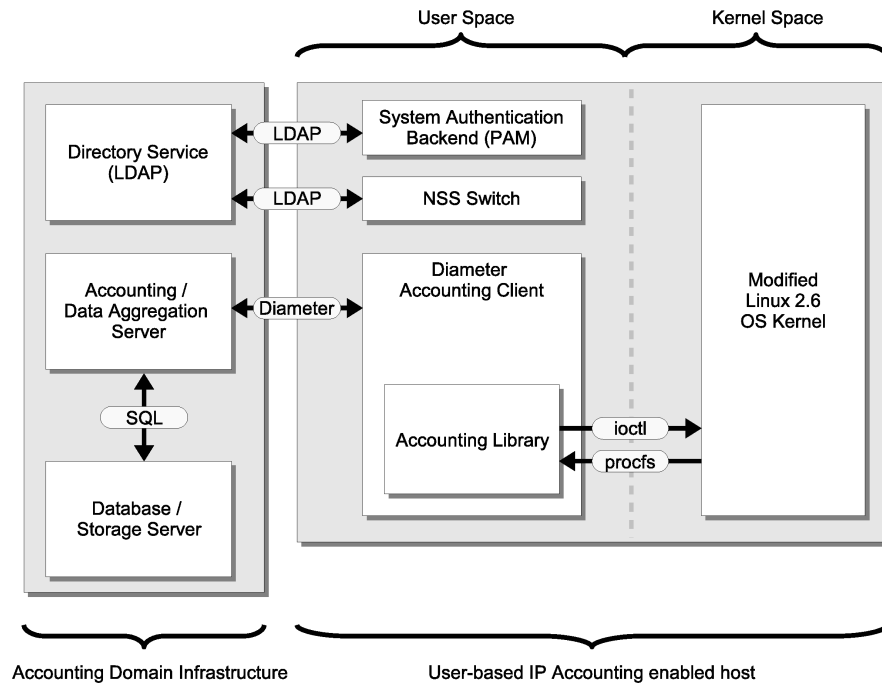 User Space
Kernel Space
Directory Service
(LDAP)
LDAP
System Authentication
Backend (PAM)
LDAP
NSS Switch
Accounting /
Data Aggregation
Server
Diameter
Diameter
Accounting Client
Modified
Linux 2.6
OS Kernel
SQL
Accounting Library
ioctl
procfs
Database /
Storage Server
Accounting Domain Infrastructure
User-based IP Accounting enabled host